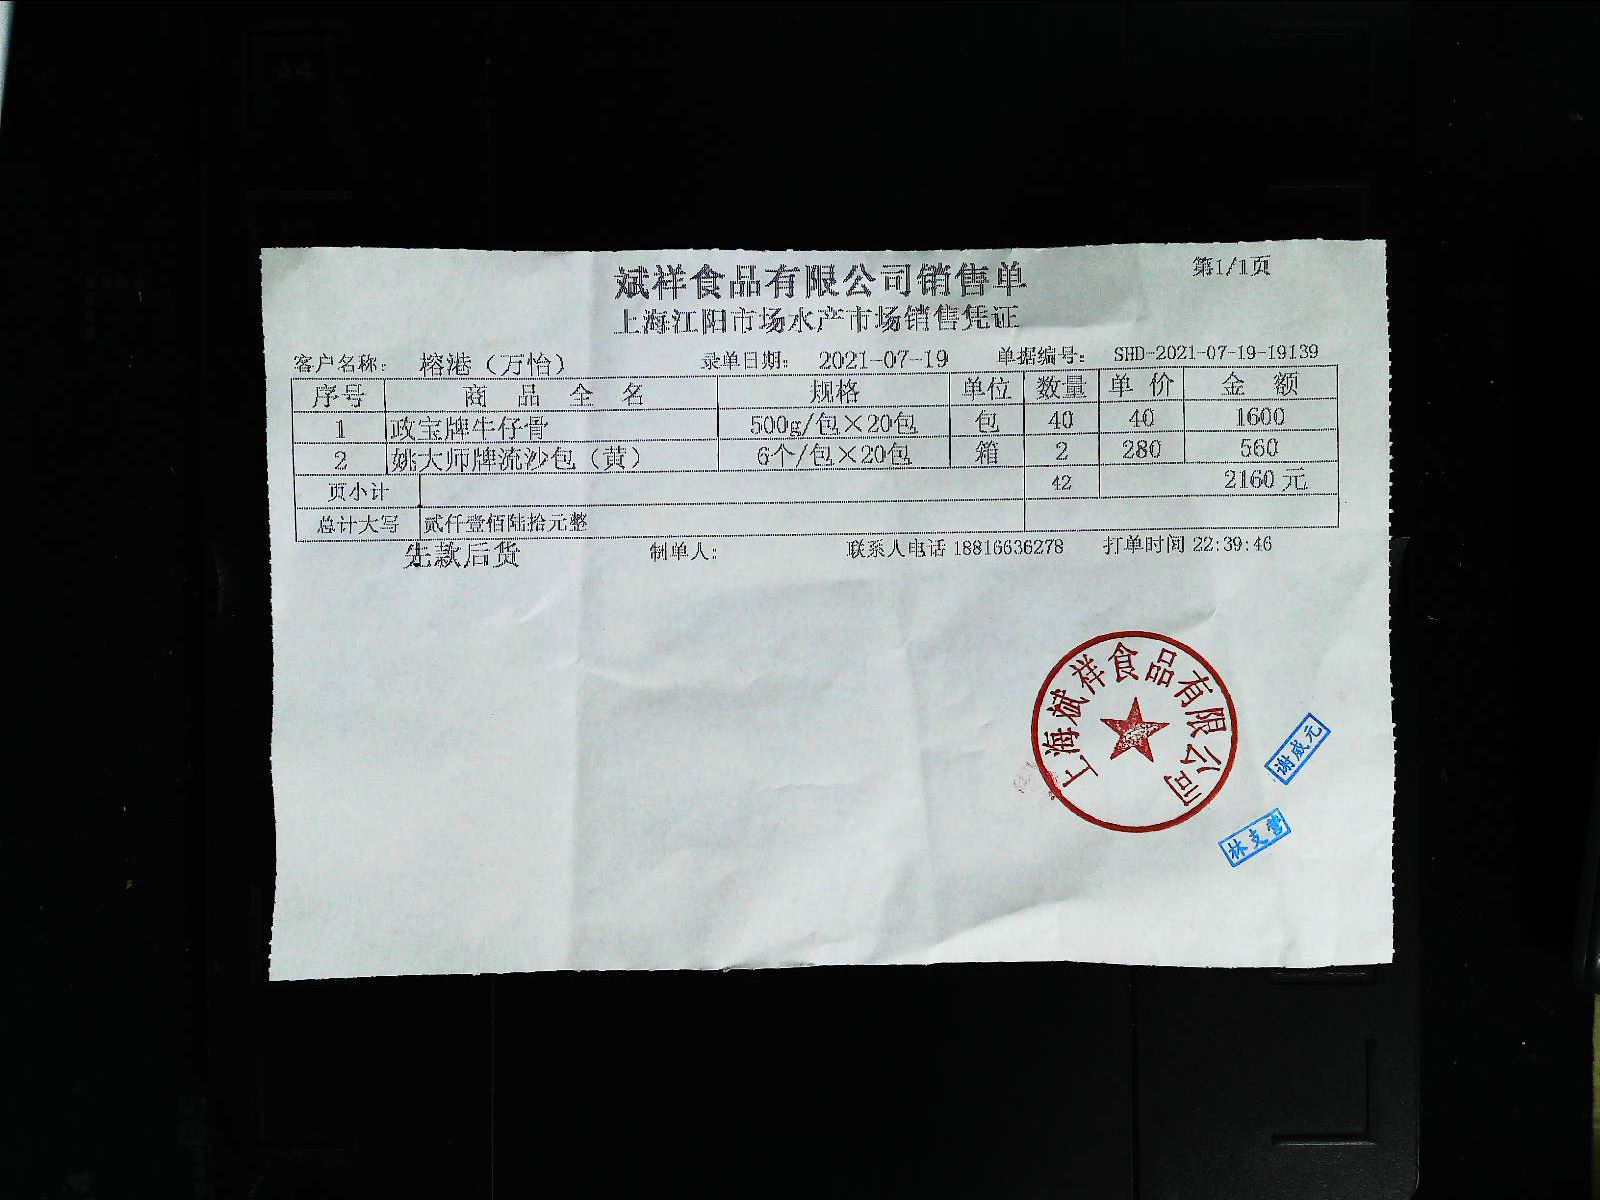 斌祥食品有限公司销售单
第1/1页
上海江阳市场水产市场销售凭证
客户名称: 榕港（万怡） 录单日期: 2021-07-19 单据编号: SHD-2021-07-19-19139
序号 商品全名 规格 单位 数量 单价 金额
1 政宝牌牛仔骨 500g/包×20包 包 40 40 1600
2 姚大师牌流沙包（黄） 6个/包×20包 箱 2 280 560
页小计 42 2160 元
总计大写 贰仟壹佰陆拾元整
先款后货 制单人: 联系人电话 18816636278 打单时间 22:39:46
上海斌祥食品有限公司
谢成元
林支营